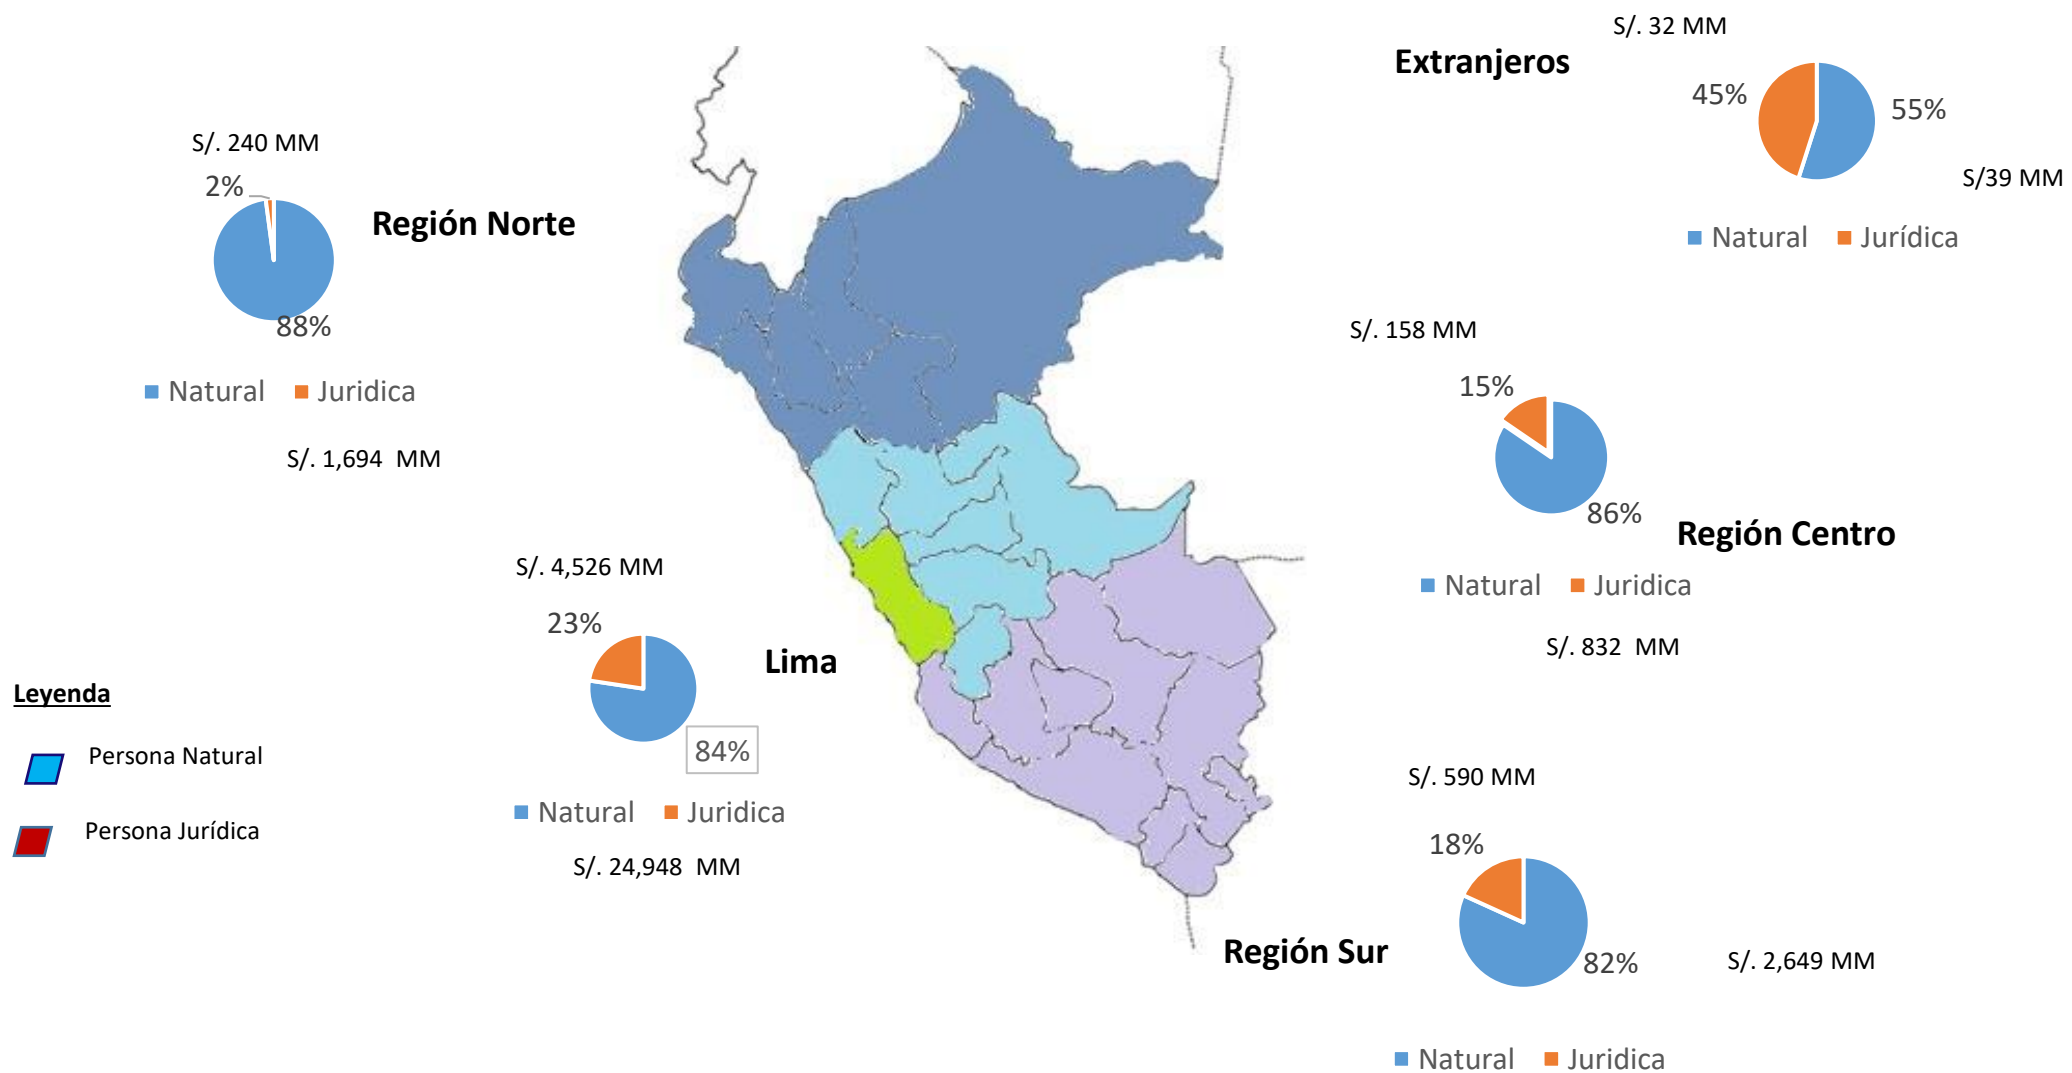 S/. 32 MM
Extranjeros
45%
55%
S/39 MM
Natural Jurídica
S/. 240 MM
2%
Región Norte
88%
Natural Juridica
S/. 1,694 MM
S/. 158 MM
15%
86%
Región Centro
Natural Juridica
S/. 832 MM
S/. 4,526 MM
23%
Lima
84%
Natural Juridica
S/. 24,948 MM
Leyenda
Persona Natural
Persona Jurídica
S/. 590 MM
18%
Región Sur
82%
S/. 2,649 MM
Natural Juridica